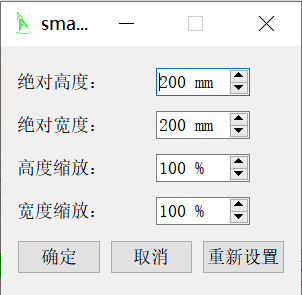 sma...
绝对高度： 200 mm
绝对宽度： 200 mm
高度缩放： 100 %
宽度缩放： 100 %
确定 取消 重新设置